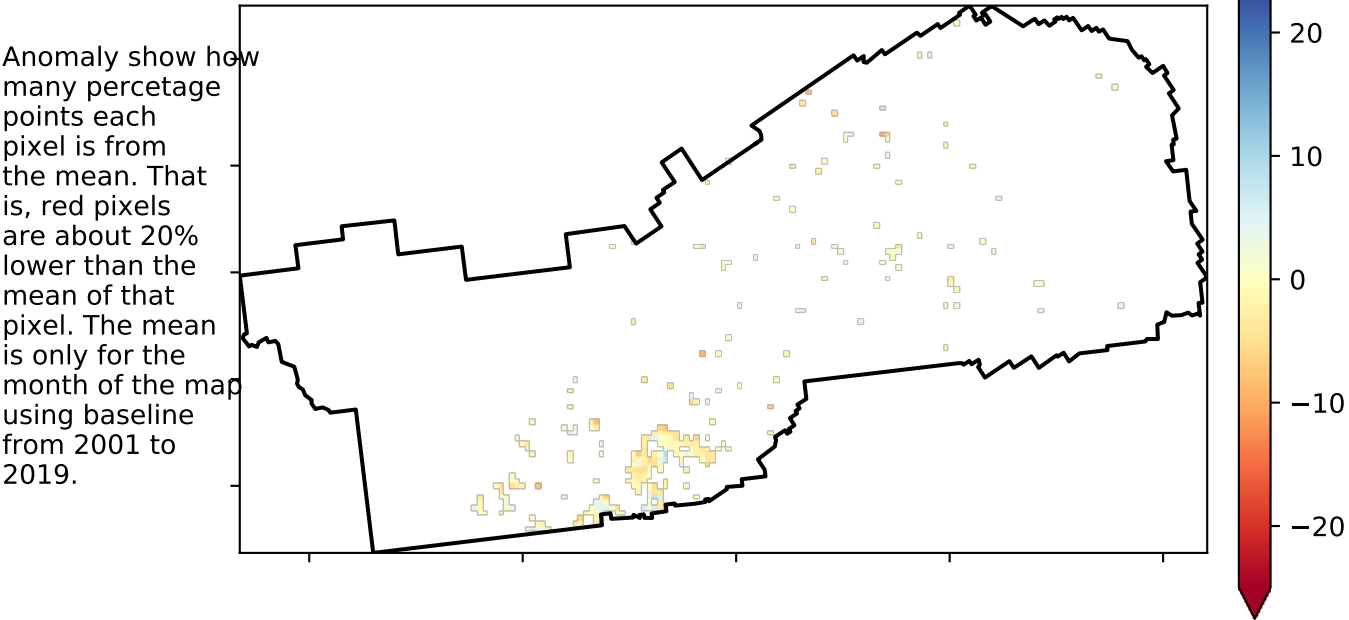 Anomaly show how
many percetage
points each
pixel is from
the mean. That
is, red pixels
are about 20%
lower than the
mean of that
pixel. The mean
is only for the
month of the map
using baseline
from 2001 to
2019.
20
10
0
−10
−20